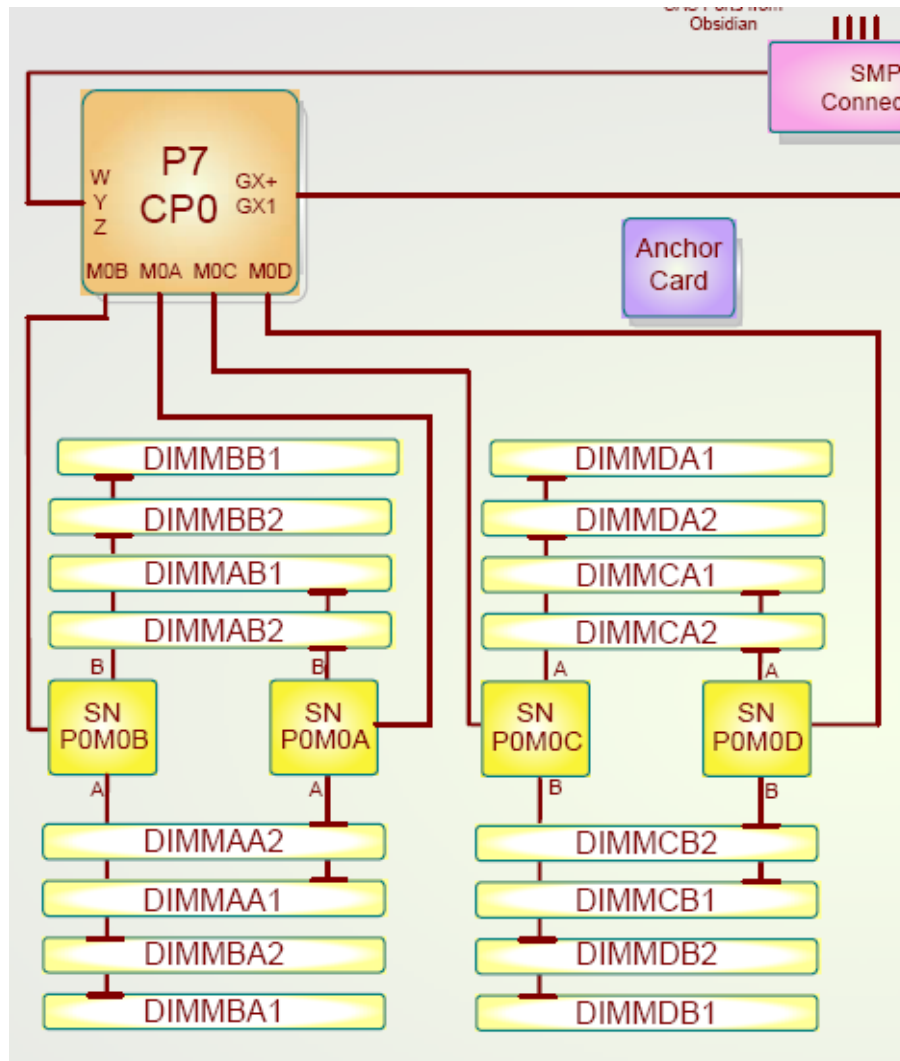 Obsidian
SMP
W
Y
Z
P7
CP0
GX+
GX1
M0B M0A M0C M0D
Anchor
Card
DIMMBB1
DIMMBB2
DIMMAB1
DIMMAB2
B
B
SN
P0M0B
SN
P0M0A
A
A
DIMMAA2
DIMMAA1
DIMMBA2
DIMMBA1
DIMMDA1
DIMMDA2
DIMMCA1
DIMMCA2
A
A
SN
P0M0C
SN
P0M0D
B
B
DIMMCB2
DIMMCB1
DIMMDB2
DIMMDB1